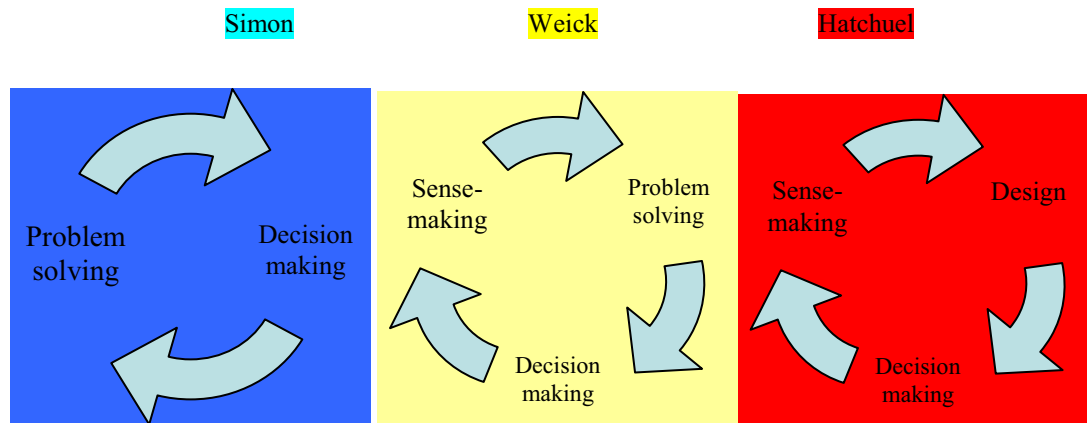 Simon
Weick
Hatchuel
Problem
solving
Decision
making
Sense-
making
Problem
solving
Decision
making
Sense-
making
Design
Decision
making